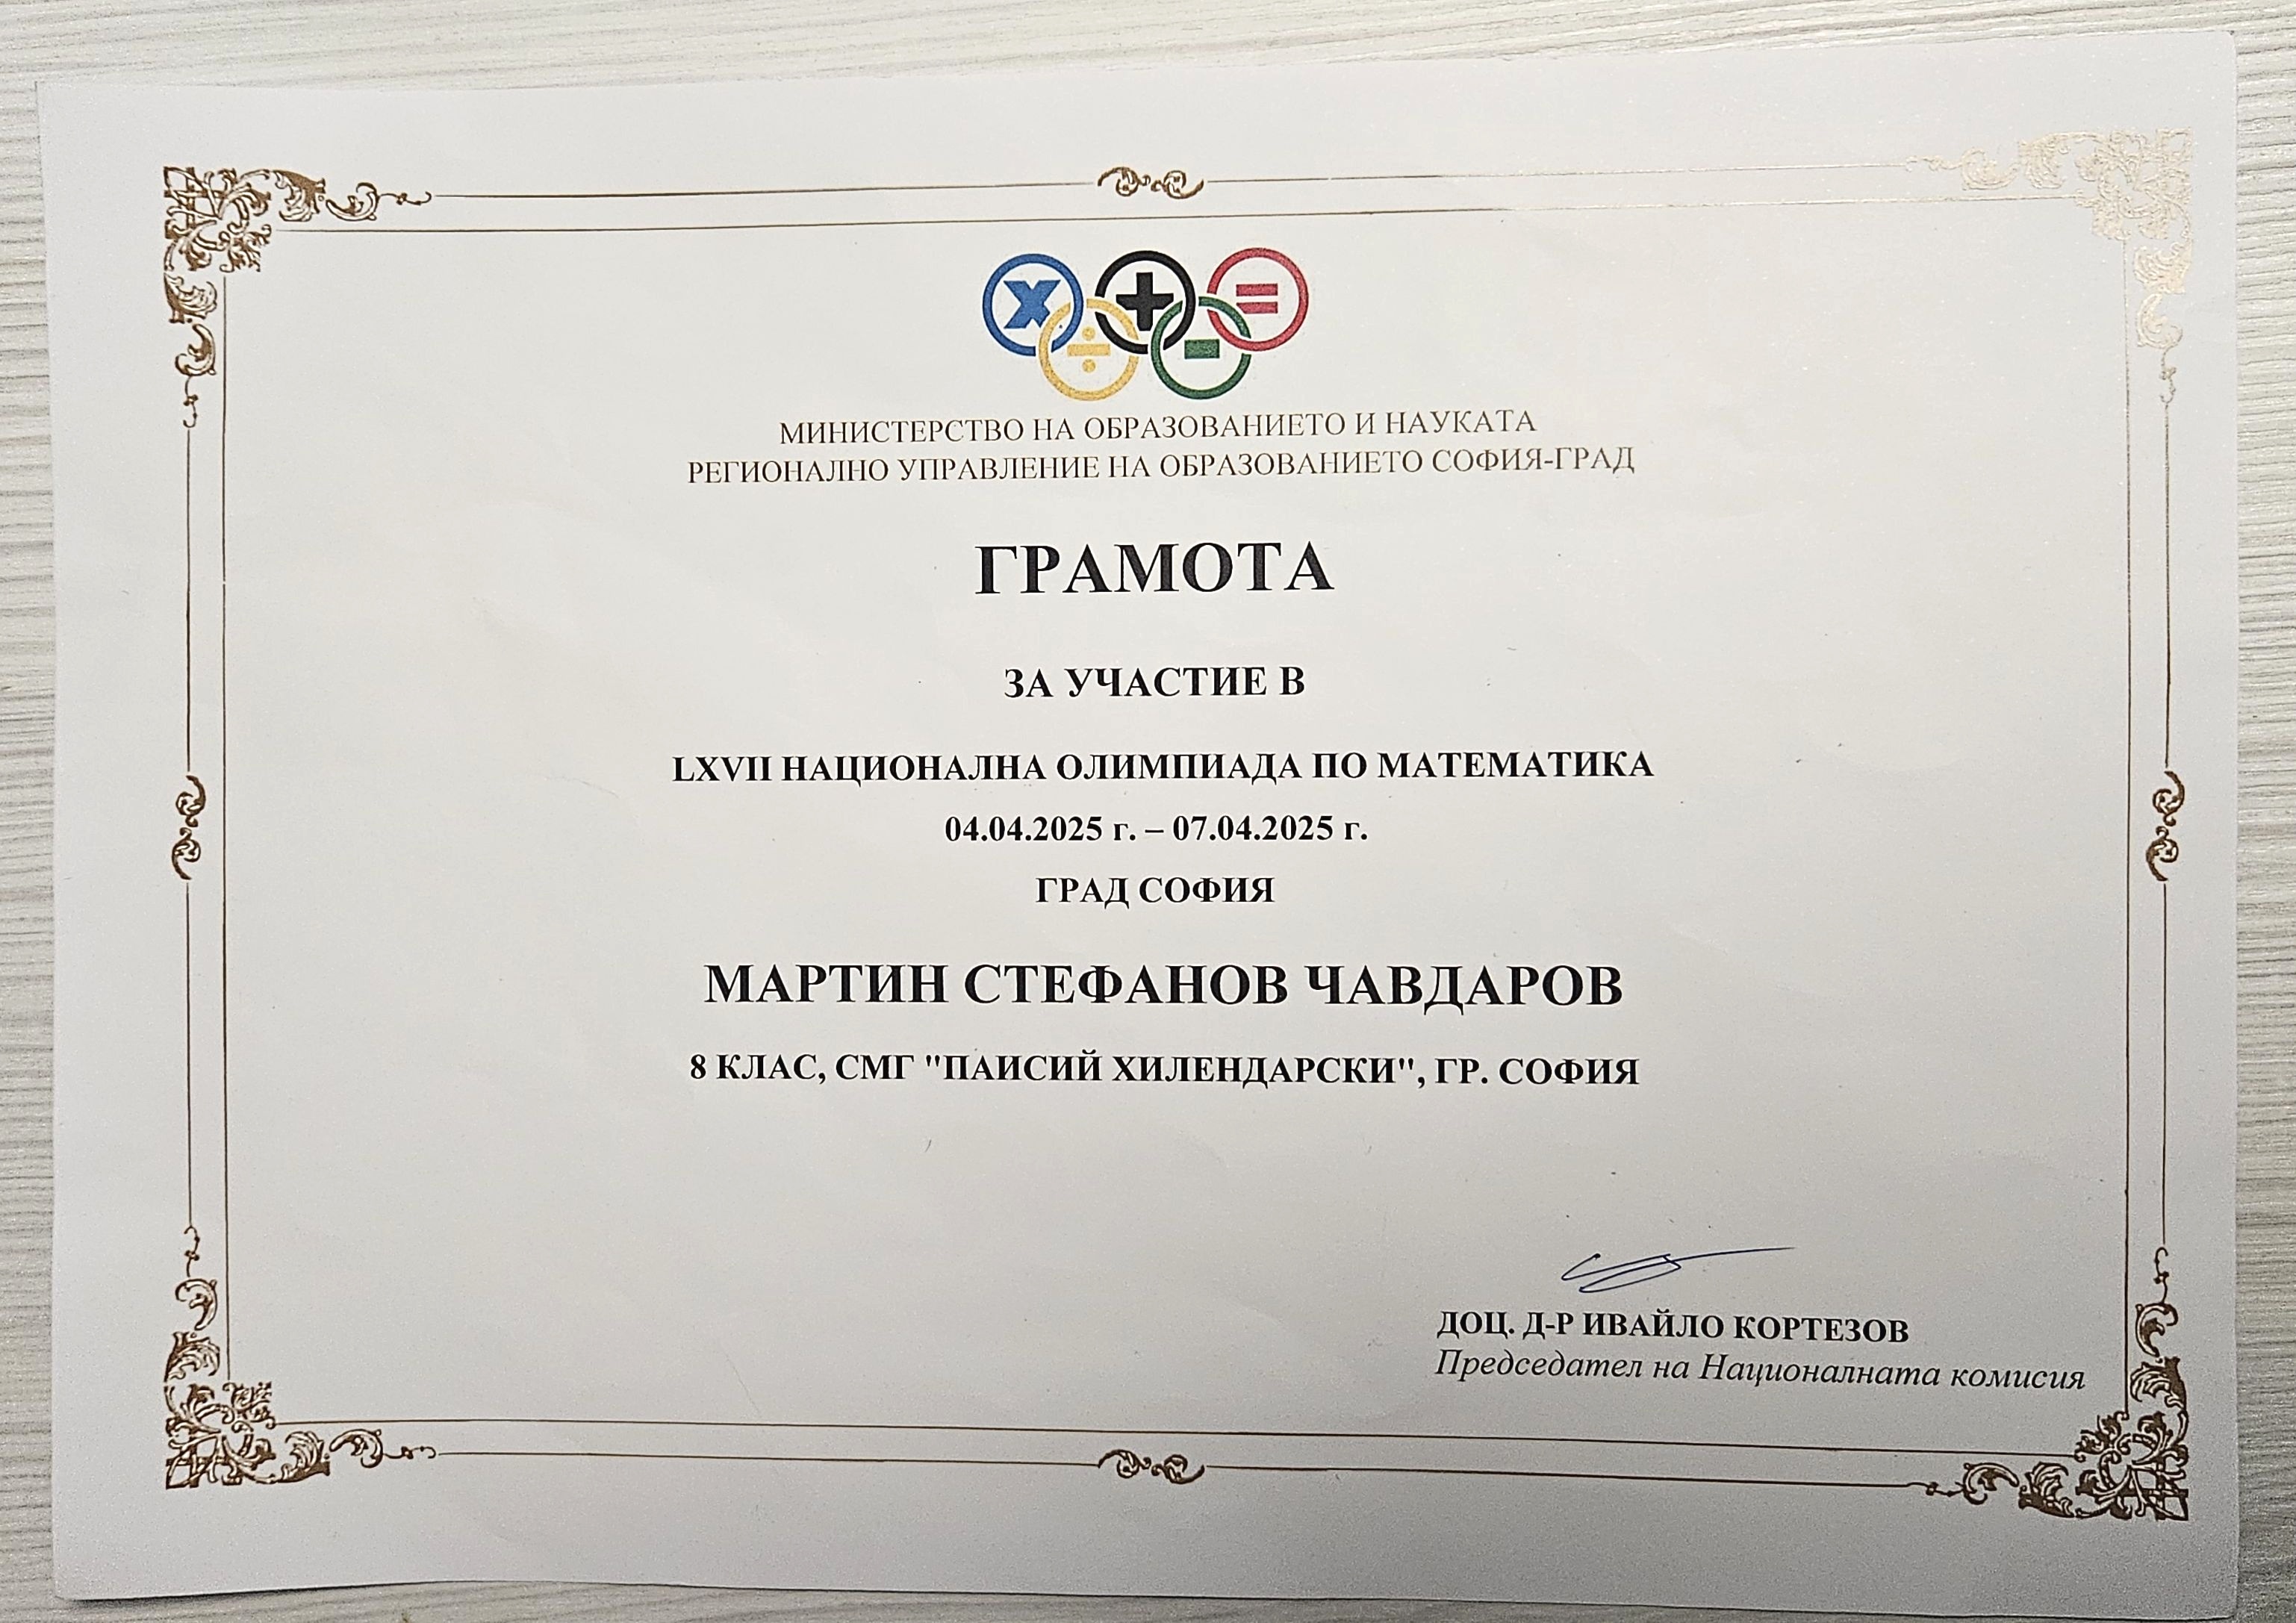 МИНИСТЕРСТВО НА ОБРАЗОВАНИЕТО И НАУКАТА
РЕГИОНАЛНО УПРАВЛЕНИЕ НА ОБРАЗОВАНИЕТО СОФИЯ-ГРАД
ГРАМОТА
ЗА УЧАСТИЕ В
LXVII НАЦИОНАЛНА ОЛИМПИАДА ПО МАТЕМАТИКА
04.04.2025 г. – 07.04.2025 г.
ГРАД СОФИЯ
МАРТИН СТЕФАНОВ ЧАВДАРОВ
8 КЛАС, СМГ "ПАИСИЙ ХИЛЕНДАРСКИ", ГР. СОФИЯ
ДОЦ. Д-Р ИВАЙЛО КОРТЕЗОВ
Председател на Националната комисия